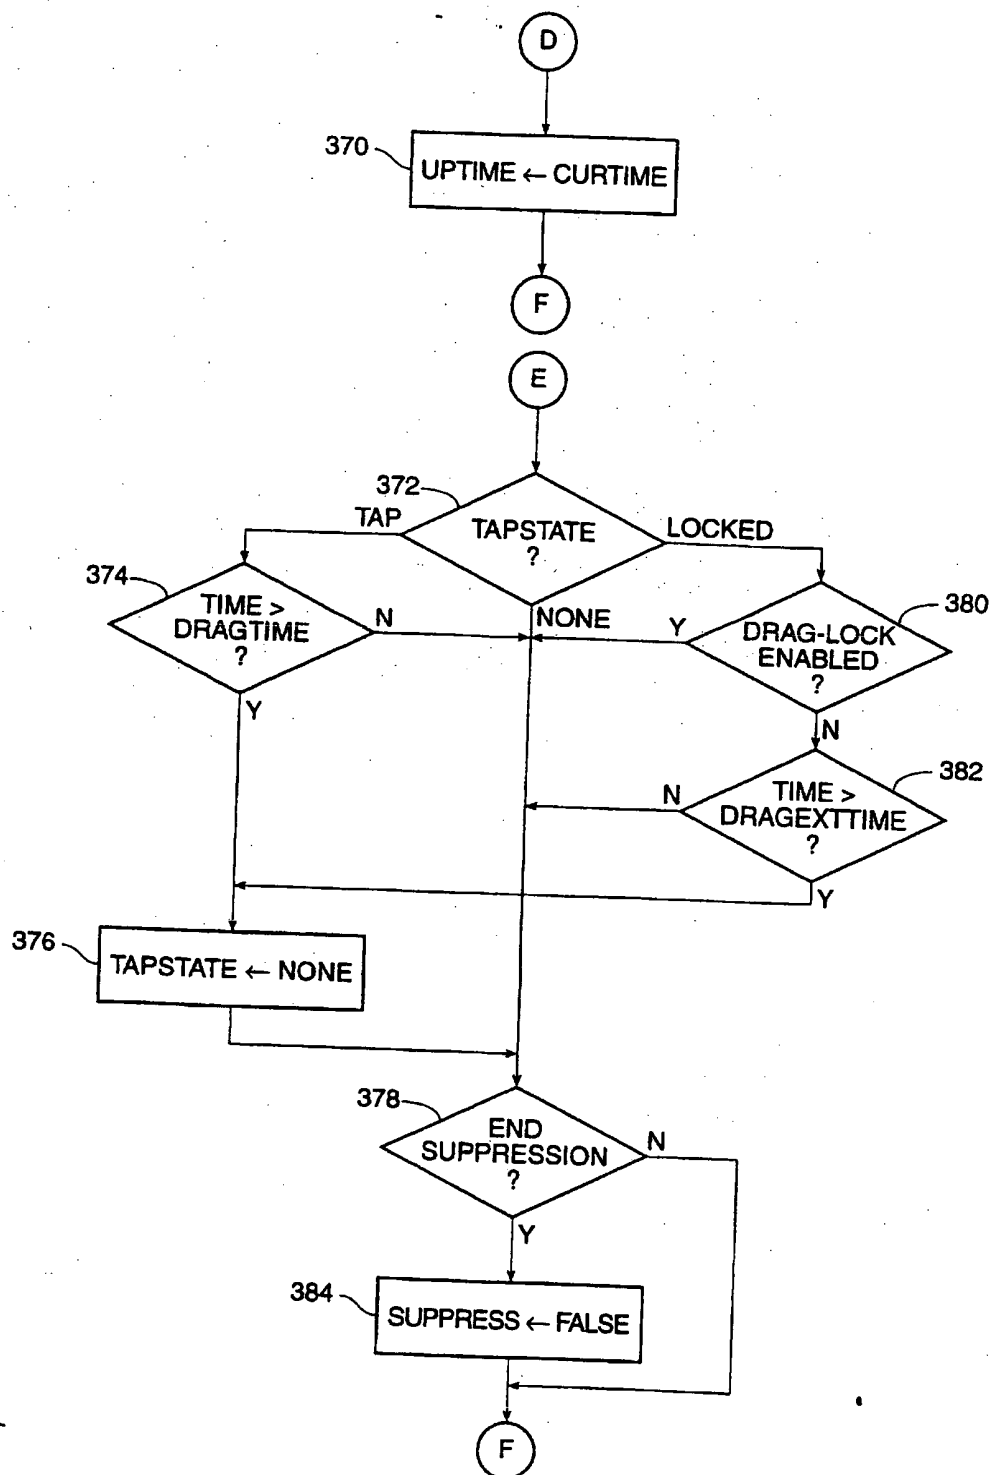 D
370
UPTIME ← CURTIME
F
E
372
TAPSTATE
?
TAP
LOCKED
NONE
374
TIME >
DRAGTIME
?
N
Y
380
DRAG-LOCK
ENABLED
?
Y
N
382
TIME >
DRAGEXTTIME
?
N
Y
376
TAPSTATE ← NONE
378
END
SUPPRESSION
?
N
Y
384
SUPPRESS ← FALSE
F